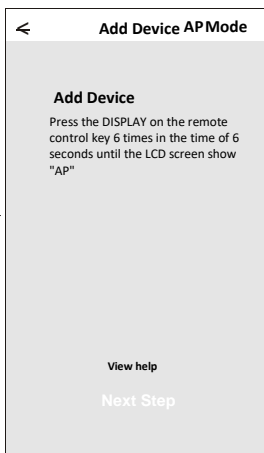 Add Device AP Mode
Add Device
Press the DISPLAY on the remote
control key 6 times in the time of 6
seconds until the LCD screen show
"AP"
View help
Next Step